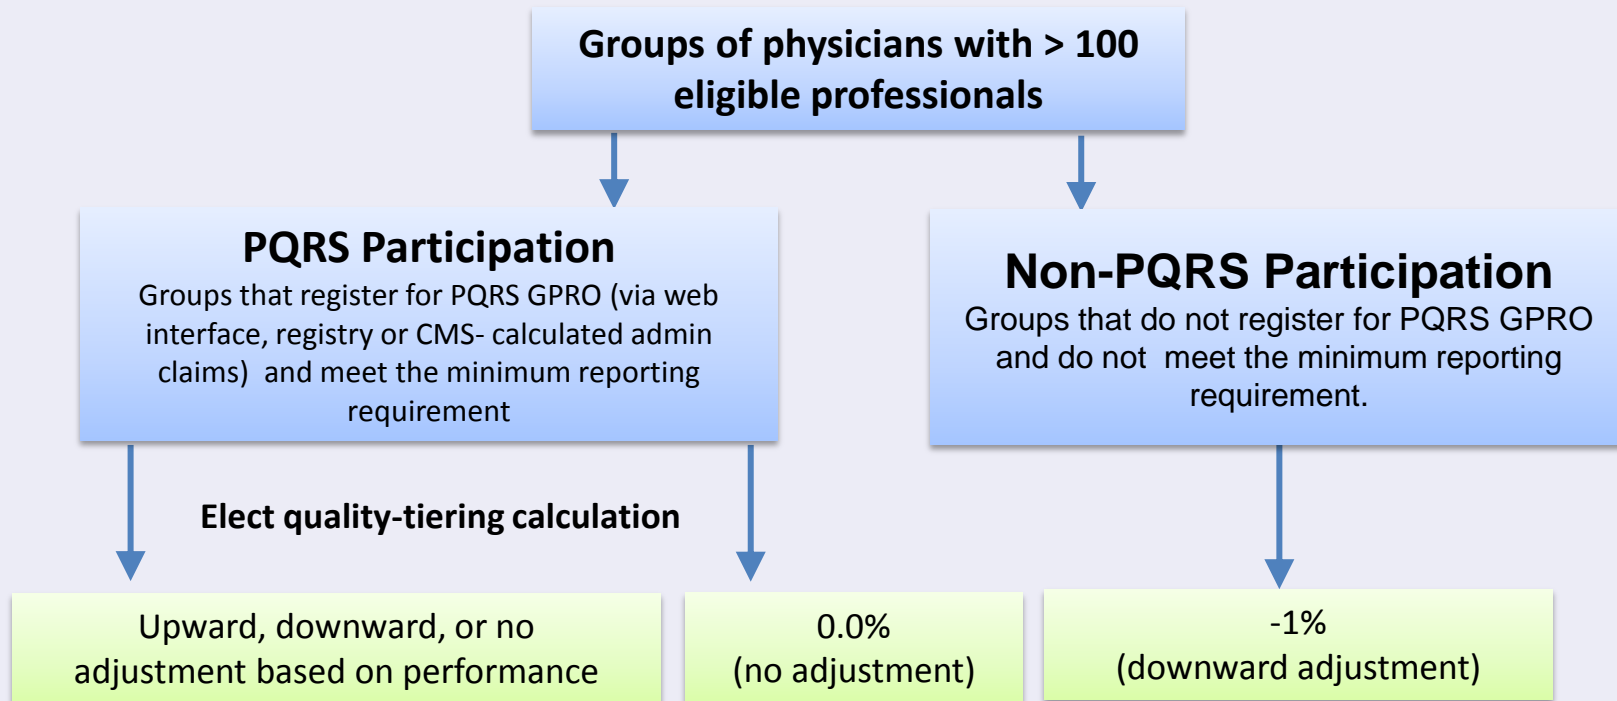 Groups of physicians with > 100
eligible professionals
PQRS Participation
Groups that register for PQRS GPRO (via web
interface, registry or CMS- calculated admin
claims)  and meet the minimum reporting
requirement
Non-PQRS Participation
Groups that do not register for PQRS GPRO
and do not  meet the minimum reporting
requirement.
Elect quality-tiering calculation
Upward, downward, or no
adjustment based on performance
0.0%
(no adjustment)
-1%
(downward adjustment)